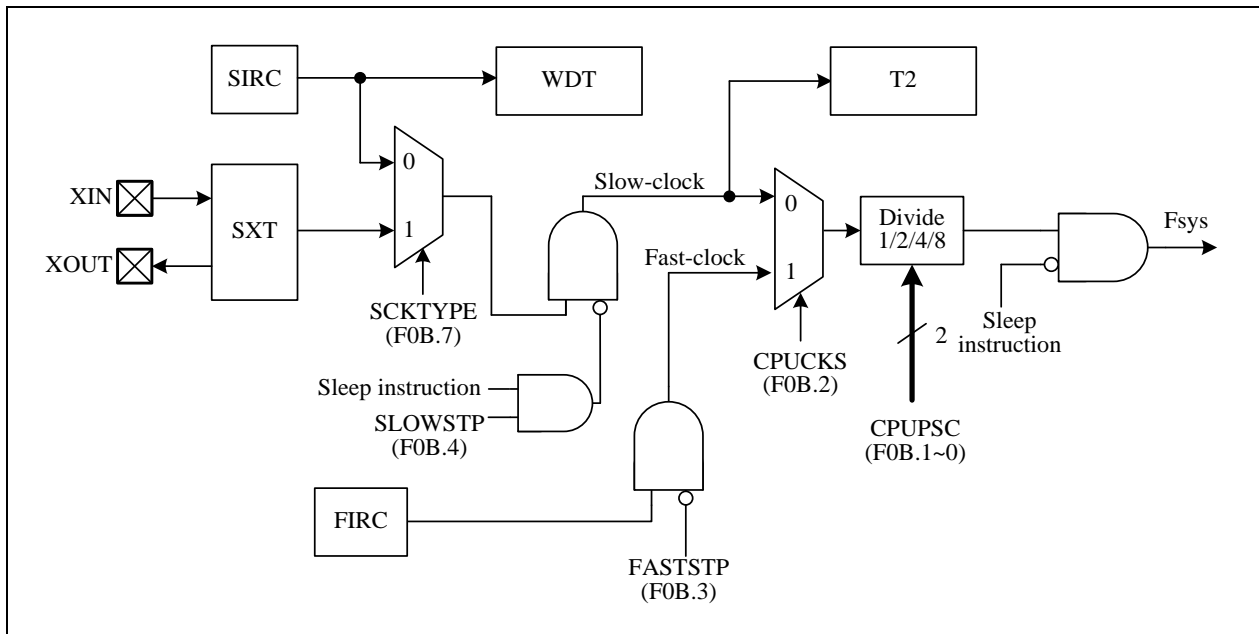 SIRC
WDT
T2
XIN
XOUT
SXT
0
1
SCKTYPE
(F0B.7)
Slow-clock
Fast-clock
0
1
CPUCKS
(F0B.2)
Divide
1/2/4/8
Fsys
Sleep
instruction
2
CPUPSC
(F0B.1~0)
Sleep instruction
SLOWSTP
(F0B.4)
FIRC
FASTSTP
(F0B.3)